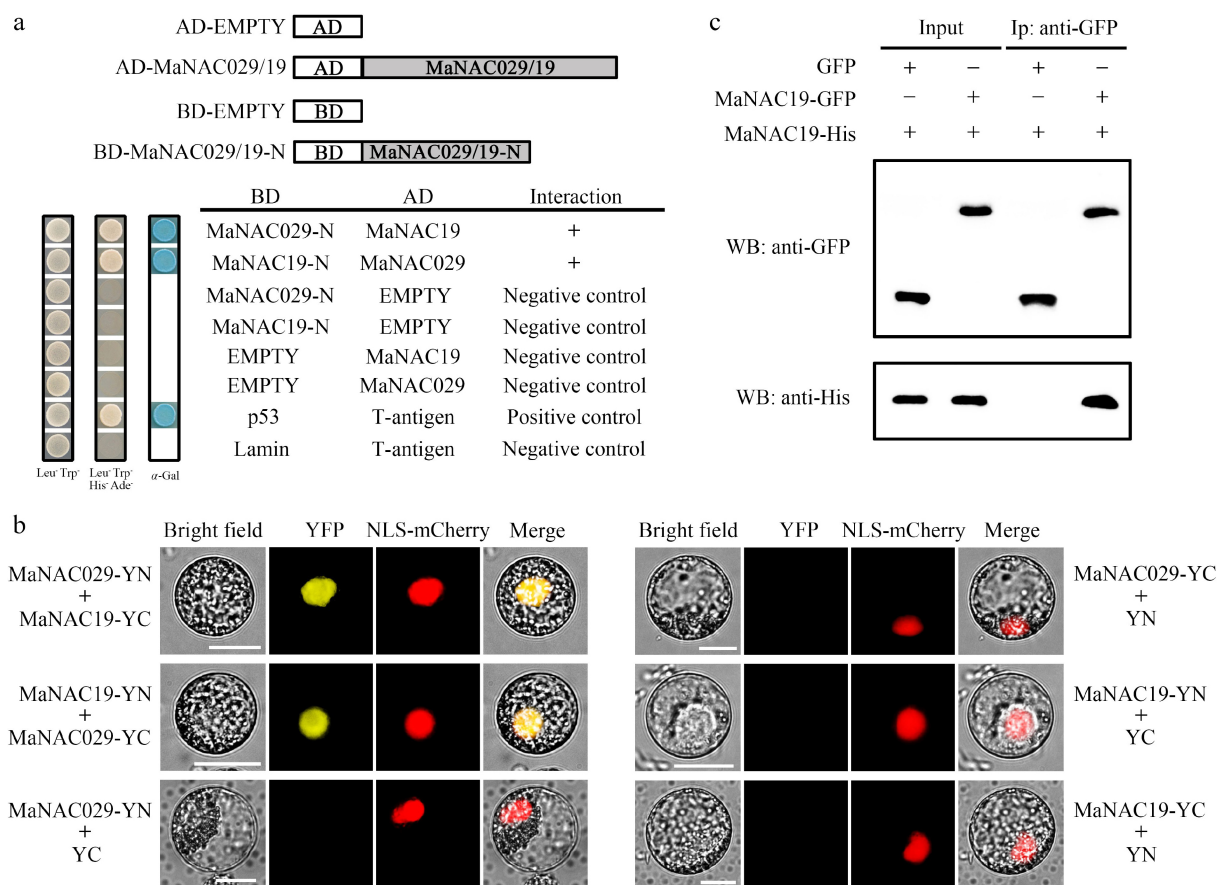 a
AD-EMPTY AD
AD-MaNAC029/19 AD MaNAC029/19
BD-EMPTY BD
BD-MaNAC029/19-N BD MaNAC029/19-N
BD AD Interaction
MaNAC029-N MaNAC19 +
MaNAC19-N MaNAC029 +
MaNAC029-N EMPTY Negative control
MaNAC19-N EMPTY Negative control
EMPTY MaNAC19 Negative control
EMPTY MaNAC029 Negative control
p53 T-antigen Positive control
Lamin T-antigen Negative control
Leu⁻ Trp⁻
Leu⁻ Trp⁻
His⁻ Ade⁻
α-Gal
c
Input Ip: anti-GFP
GFP + − + −
MaNAC19-GFP − + − +
MaNAC19-His + + + +
WB: anti-GFP
WB: anti-His
b
Bright field YFP NLS-mCherry Merge
MaNAC029-YN
+
MaNAC19-YC
MaNAC19-YN
+
MaNAC029-YC
MaNAC029-YN
+
YC
Bright field YFP NLS-mCherry Merge
MaNAC029-YC
+
YN
MaNAC19-YN
+
YC
MaNAC19-YC
+
YN